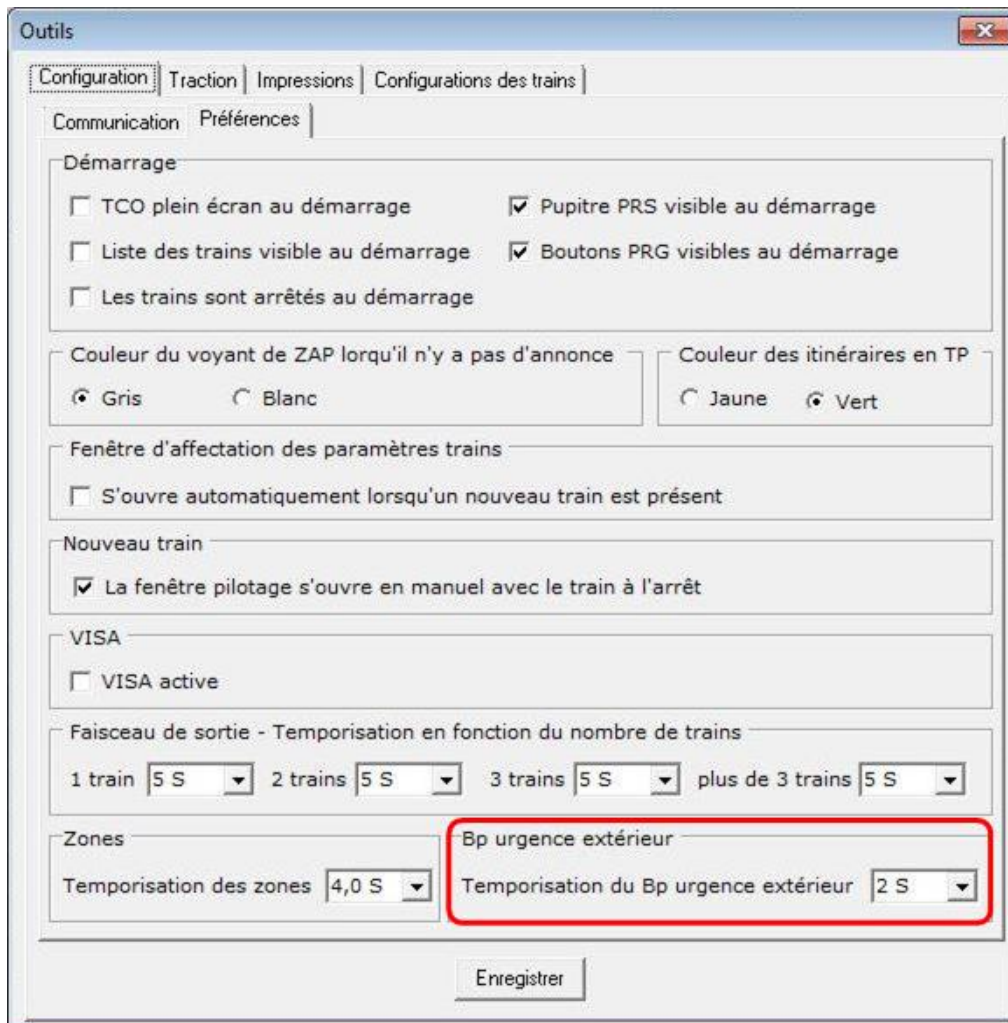 Outils
Configuration Traction Impressions Configurations des trains
Communication Préférences
Démarrage
TCO plein écran au démarrage Pupitre PRS visible au démarrage
Liste des trains visible au démarrage Boutons PRG visibles au démarrage
Les trains sont arrêtés au démarrage
Couleur du voyant de ZAP lorqu'il n'y a pas d'annonce Couleur des itinéraires en TP
Gris Blanc Jaune Vert
Fenêtre d'affectation des paramètres trains
S'ouvre automatiquement lorsqu'un nouveau train est présent
Nouveau train
La fenêtre pilotage s'ouvre en manuel avec le train à l'arrêt
VISA
VISA active
Faisceau de sortie - Temporisation en fonction du nombre de trains
1 train 5 S 2 trains 5 S 3 trains 5 S plus de 3 trains 5 S
Zones Bp urgence extérieur
Temporisation des zones 4,0 S Temporisation du Bp urgence extérieur 2 S
Enregistrer